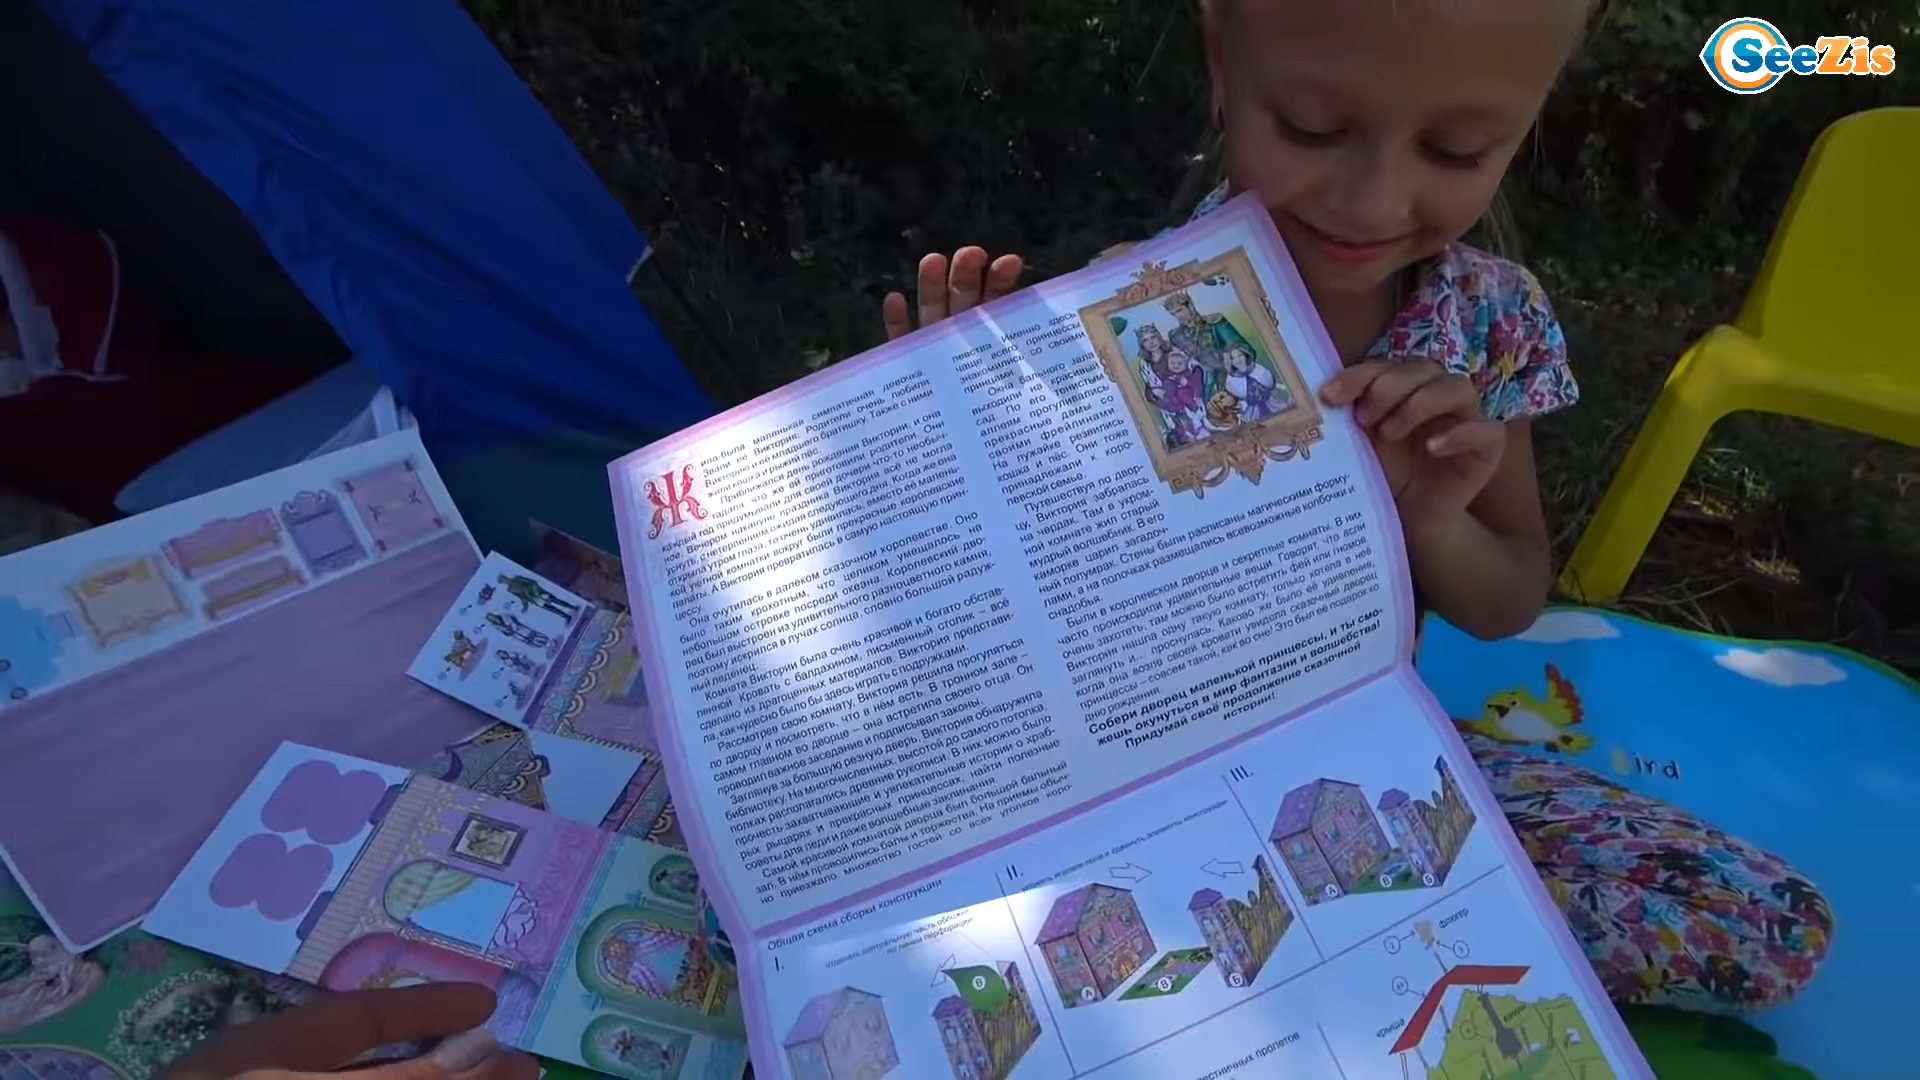 SeeZis
Жила-была маленькая симпатичная девочка.
Звали её Виктория. Родители очень любили
Викторию и ее младшего братишку. Также с ними
жили кошка и рыжий пёс.
Приближался день рождения Виктории, и она
гадала, что же ей приготовили родители. Они
каждый год придумывали для своей дочери что-то необыч-
ное. Вечером накануне праздника Виктория всё не могла
уснуть, с нетерпением ожидая следующего дня. Когда же она
открыла утром глаза, то очень удивилась: вместо её малень-
кой уютной комнатки вокруг были прекрасные королевские
палаты. А Виктория превратилась в самую настоящую прин-
цессу.
Она очутилась в далёком сказочном королевстве. Оно
было таким крохотным, что целиком умещалось на
небольшом островке посреди океана. Королевский дво-
рец был выстроен из удивительного разноцветного камня,
поэтому искрился в лучах солнца, словно большой радуж-
ный леденец.
Комната Виктории была очень красивой и богато обстав-
ленной. Кровать с балдахином, письменный столик – всё
сделано из драгоценных материалов. Виктория представи-
ла, как чудесно было бы здесь играть с подружками.
Рассмотрев свою комнату, Виктория решила прогуляться
по дворцу и посмотреть, что в нём есть. В тронном зале –
самом главном во дворце – она встретила своего отца. Он
проводил важное заседание и подписывал законы.
Заглянув за большую резную дверь, Виктория обнаружила
библиотеку. На многочисленных, высотой до самого потолка,
полках располагались древние рукописи. В них можно было
прочесть захватывающие и увлекательные истории о храб-
рых рыцарях и прекрасных принцессах, найти полезные
советы для леди и даже волшебные заклинания.
Самой красивой комнатой дворца был большой бальный
зал. В нём проводились балы и торжества. На приемы обыч-
но приезжало множество гостей со всех уголков коро-
левства Именно здесь
чаще всего принцессы
знакомились со своими
принцами.
Окна бального зала
выходили на красивый
сад. По его тенистым
аллеям прогуливались
прекрасные дамы со
своими фрейлинами.
На лужайке резвились
кошка и пёс. Они тоже
принадлежали к коро-
левской семье.
Путешествуя по двор-
цу, Виктория забралась
на чердак. Там в укром-
ной комнате жил старый
мудрый волшебник. В его
каморке царил загадоч-
ный полумрак. Стены были расписаны магическими форму-
лами, а на полочках размещались всевозможные колбочки и
снадобья.
Были в королевском дворце и секретные комнаты. В них
часто происходили удивительные вещи. Говорят, что если
очень захотеть, там можно было встретить фей или гномов
Виктория нашла одну такую комнату, только хотела в неё
заглянуть и... проснулась. Каково же было её удивление,
когда она возле своей кровати увидела сказочный дворец
принцессы – совсем такой, как во сне! Это был её подарок ко
дню рождения.
Собери дворец маленькой принцессы, и ты смо-
жешь окунуться в мир фантазии и волшебства!
Придумай своё продолжение сказочной
истории!
Общая схема сборки конструкции
I.
отделить центральную часть обложки
по линии перфорации
В
II.
А
В
Б
III.
А
В
Б
флюгер
крыша
лестничных пролетов
ird